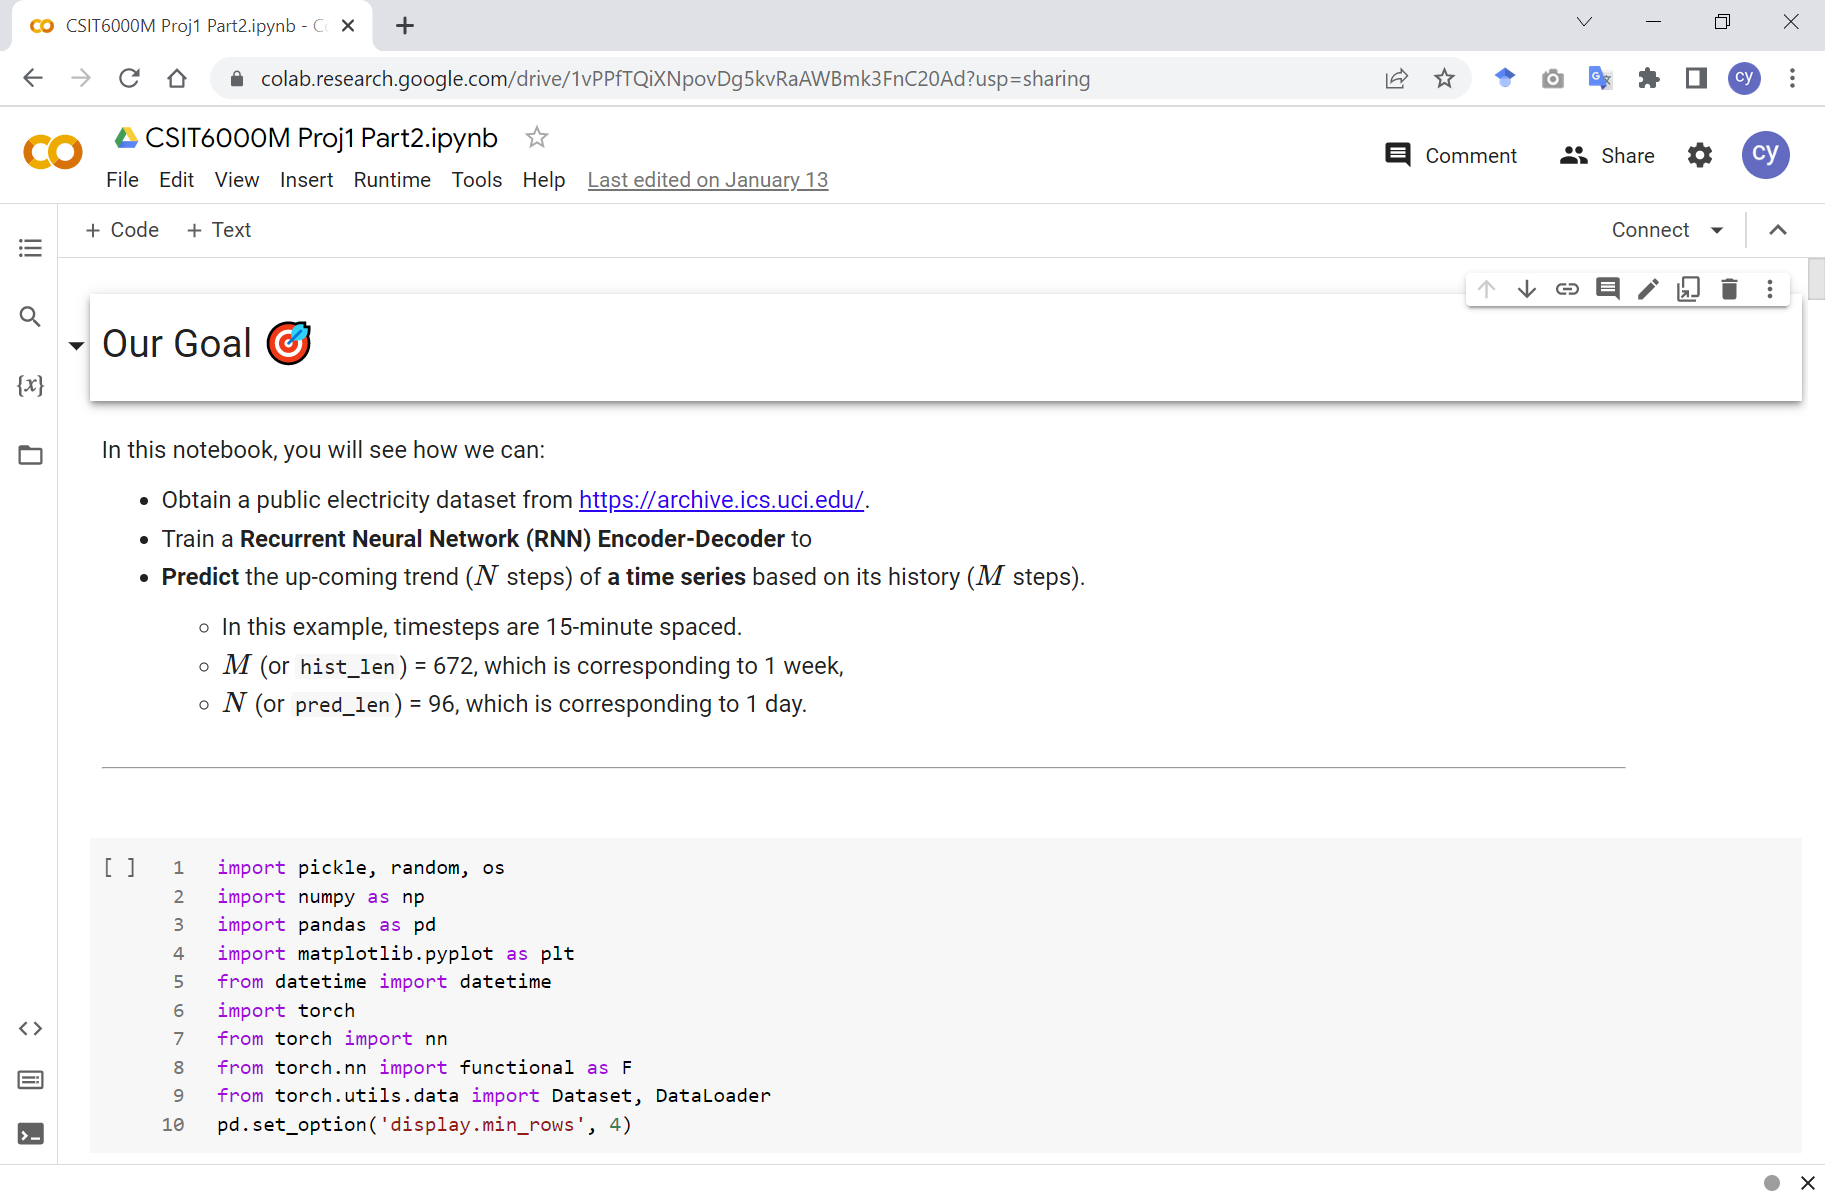 CSIT6000M Proj1 Part2.ipynb - C
colab.research.google.com/drive/1vPPfTQiXNpovDg5kvRaAWBmk3FnC20Ad?usp=sharing
cy
CSIT6000M Proj1 Part2.ipynb
Comment
Share
cy
File Edit View Insert Runtime Tools Help Last edited on January 13
+ Code + Text
Connect
Our Goal 🎯
{x}
In this notebook, you will see how we can:
• Obtain a public electricity dataset from https://archive.ics.uci.edu/.
• Train a Recurrent Neural Network (RNN) Encoder-Decoder to
• Predict the up-coming trend (N steps) of a time series based on its history (M steps).
○ In this example, timesteps are 15-minute spaced.
○ M (or hist_len) = 672, which is corresponding to 1 week,
○ N (or pred_len) = 96, which is corresponding to 1 day.
[ ] 1 import pickle, random, os
2 import numpy as np
3 import pandas as pd
4 import matplotlib.pyplot as plt
5 from datetime import datetime
6 import torch
7 from torch import nn
8 from torch.nn import functional as F
9 from torch.utils.data import Dataset, DataLoader
10 pd.set_option('display.min_rows', 4)